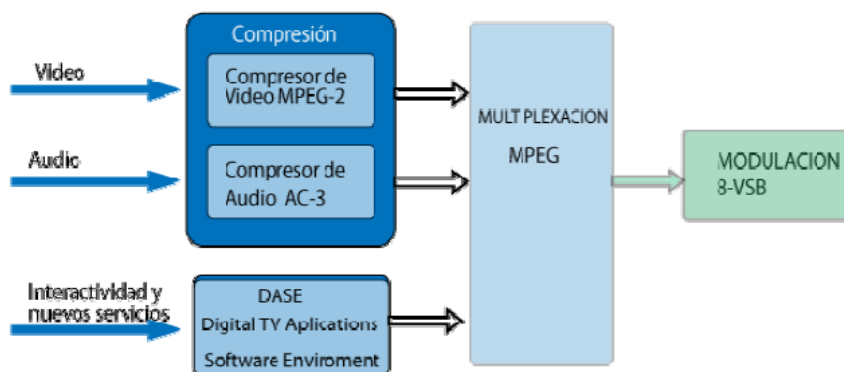 Compresión
Video
Compresor de
Video MPEG-2
Audio
Compresor de
Audio AC-3
MULT PLEXACION
MPEG
MODULACION
8-VSB
Interactividad y
nuevos servicios
DASE
Digital TV Aplications
Software Enviroment